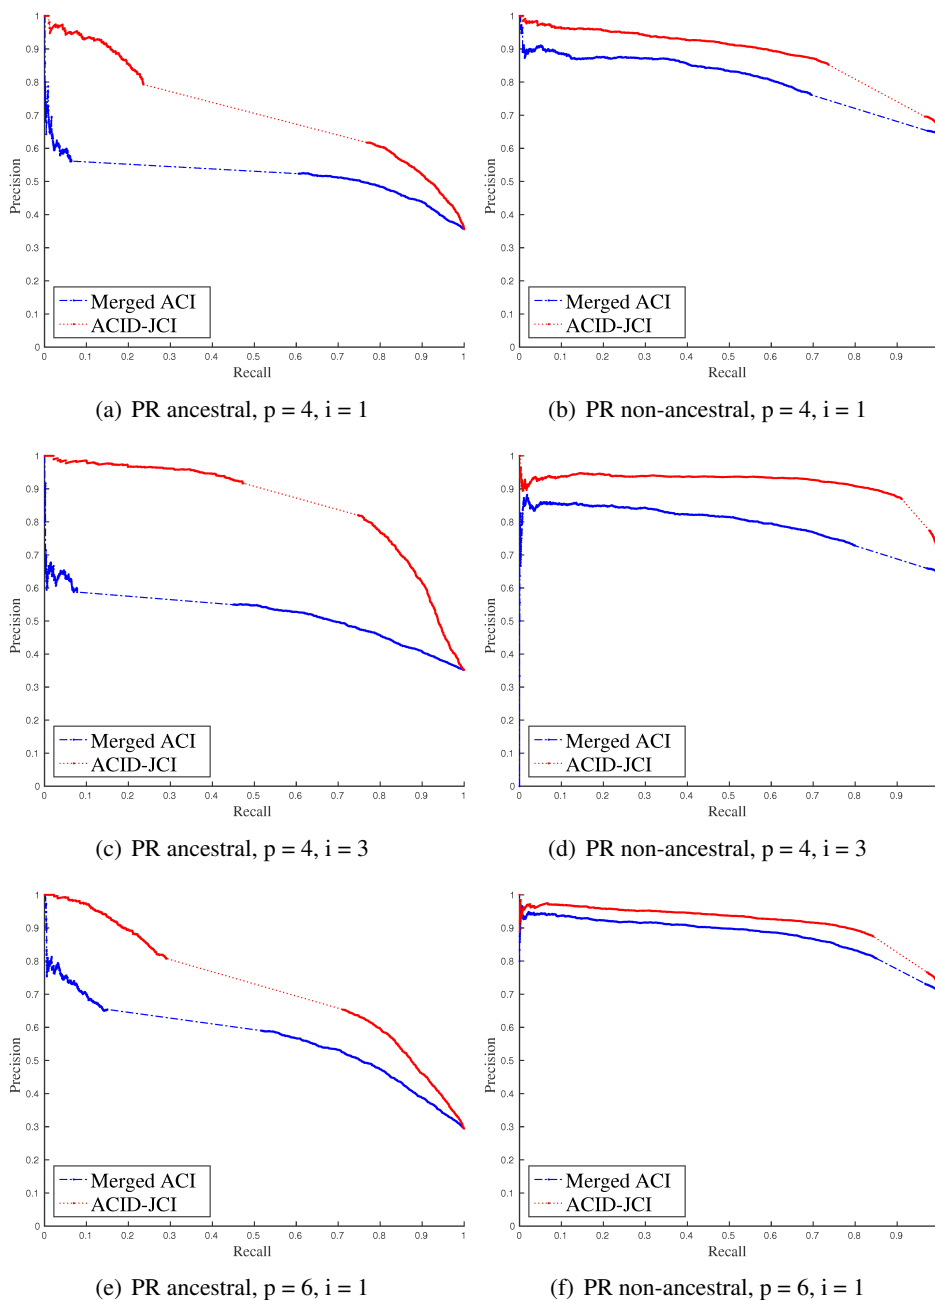 1
0.9
0.8
0.7
0.6
0.5
0.4
0.3
0.2
0.1
0
Precision
Merged ACI
ACID-JCI
0 0.1 0.2 0.3 0.4 0.5 0.6 0.7 0.8 0.9 1
Recall
(a) PR ancestral, p = 4, i = 1
1
0.9
0.8
0.7
0.6
0.5
0.4
0.3
0.2
0.1
0
Precision
Merged ACI
ACID-JCI
0 0.1 0.2 0.3 0.4 0.5 0.6 0.7 0.8 0.9
Recall
(b) PR non-ancestral, p = 4, i = 1
1
0.9
0.8
0.7
0.6
0.5
0.4
0.3
0.2
0.1
0
Precision
Merged ACI
ACID-JCI
0 0.1 0.2 0.3 0.4 0.5 0.6 0.7 0.8 0.9 1
Recall
(c) PR ancestral, p = 4, i = 3
1
0.9
0.8
0.7
0.6
0.5
0.4
0.3
0.2
0.1
0
Precision
Merged ACI
ACID-JCI
0 0.1 0.2 0.3 0.4 0.5 0.6 0.7 0.8 0.9
Recall
(d) PR non-ancestral, p = 4, i = 3
1
0.9
0.8
0.7
0.6
0.5
0.4
0.3
0.2
0.1
0
Precision
Merged ACI
ACID-JCI
0 0.1 0.2 0.3 0.4 0.5 0.6 0.7 0.8 0.9 1
Recall
(e) PR ancestral, p = 6, i = 1
1
0.9
0.8
0.7
0.6
0.5
0.4
0.3
0.2
0.1
0
Precision
Merged ACI
ACID-JCI
0 0.1 0.2 0.3 0.4 0.5 0.6 0.7 0.8 0.9
Recall
(f) PR non-ancestral, p = 6, i = 1